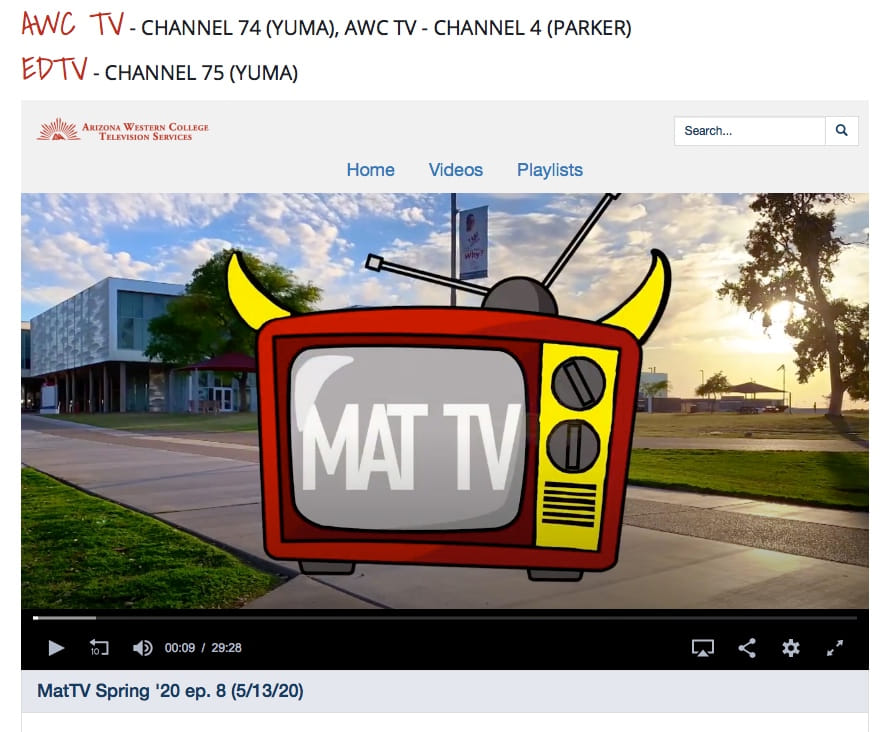 AWC TV - CHANNEL 74 (YUMA), AWC TV - CHANNEL 4 (PARKER)
EDTV - CHANNEL 75 (YUMA)
ARIZONA WESTERN COLLEGE
TELEVISION SERVICES
Search...
Home Videos Playlists
Why?
MAT TV
10
00:09 / 29:28
MatTV Spring '20 ep. 8 (5/13/20)